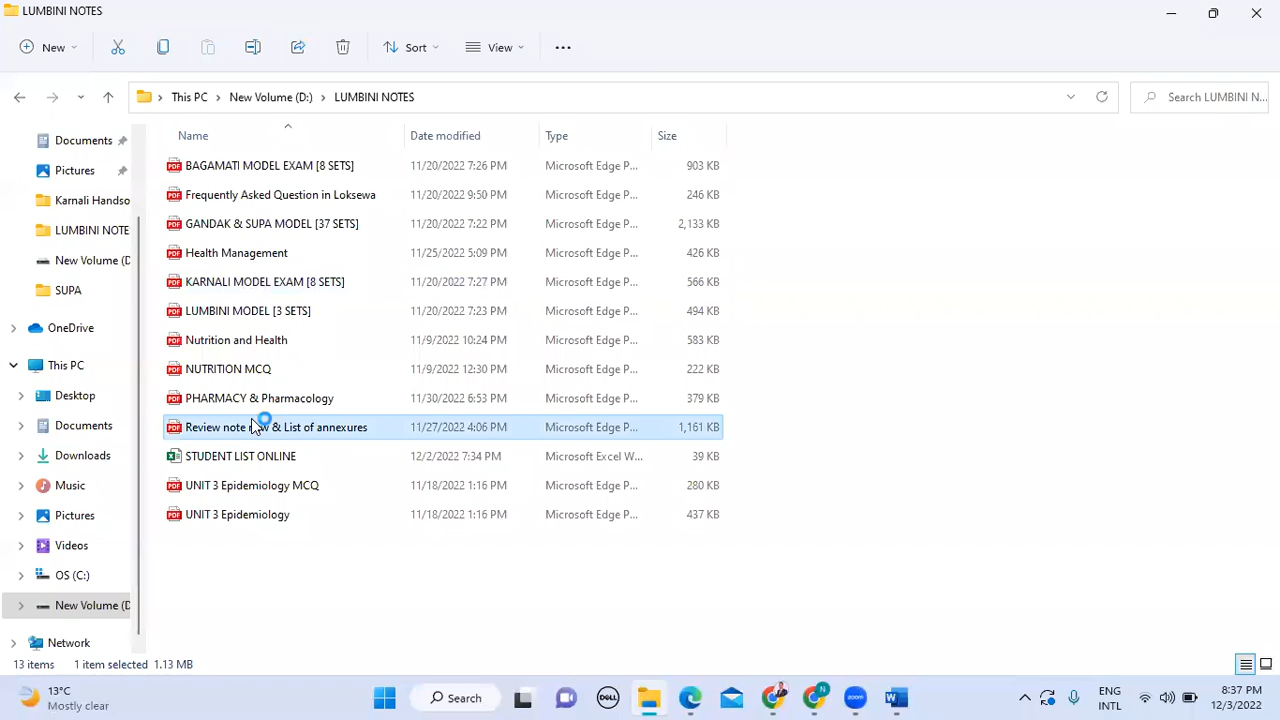 LUMBINI NOTES
New
Sort
View
This PC
New Volume (D:)
LUMBINI NOTES
Search LUMBINI N...
Name
Date modified
Type
Size
Documents
Pictures
Karnali Handso
LUMBINI NOTE
New Volume (D
SUPA
OneDrive
This PC
Desktop
Documents
Downloads
Music
Pictures
Videos
OS (C:)
New Volume (D
Network
BAGAMATI MODEL EXAM [8 SETS] 11/20/2022 7:26 PM Microsoft Edge P... 903 KB
Frequently Asked Question in Loksewa 11/20/2022 9:50 PM Microsoft Edge P... 246 KB
GANDAK & SUPA MODEL [37 SETS] 11/20/2022 7:22 PM Microsoft Edge P... 2,133 KB
Health Management 11/25/2022 5:09 PM Microsoft Edge P... 426 KB
KARNALI MODEL EXAM [8 SETS] 11/20/2022 7:27 PM Microsoft Edge P... 566 KB
LUMBINI MODEL [3 SETS] 11/20/2022 7:23 PM Microsoft Edge P... 494 KB
Nutrition and Health 11/9/2022 10:24 PM Microsoft Edge P... 583 KB
NUTRITION MCQ 11/9/2022 12:30 PM Microsoft Edge P... 222 KB
PHARMACY & Pharmacology 11/30/2022 6:53 PM Microsoft Edge P... 379 KB
Review note & List of annexures 11/27/2022 4:06 PM Microsoft Edge P... 1,161 KB
STUDENT LIST ONLINE 12/2/2022 7:34 PM Microsoft Excel W... 39 KB
UNIT 3 Epidemiology MCQ 11/18/2022 1:16 PM Microsoft Edge P... 280 KB
UNIT 3 Epidemiology 11/18/2022 1:16 PM Microsoft Edge P... 437 KB
13 items 1 item selected 1.13 MB
13°C
Mostly clear
Search
DELL
N
zoom
W
ENG
INTL
8:37 PM
12/3/2022